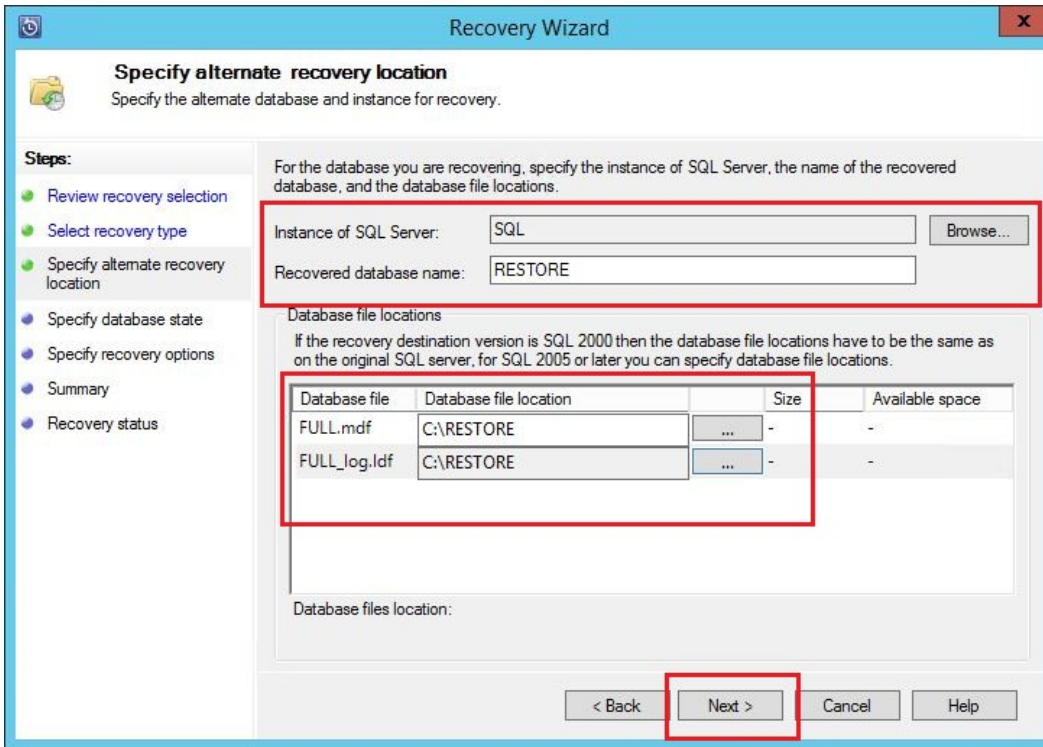 Recovery Wizard
x
Specify alternate recovery location
Specify the alternate database and instance for recovery.
Steps:
Review recovery selection
Select recovery type
Specify alternate recovery
location
Specify database state
Specify recovery options
Summary
Recovery status
For the database you are recovering, specify the instance of SQL Server, the name of the recovered
database, and the database file locations.
Instance of SQL Server: SQL Browse...
Recovered database name: RESTORE
Database file locations
If the recovery destination version is SQL 2000 then the database file locations have to be the same as
on the original SQL server, for SQL 2005 or later you can specify database file locations.
Database file Database file location Size Available space
FULL.mdf C:\RESTORE ... - -
FULL_log.ldf C:\RESTORE ... - -
Database files location:
< Back Next > Cancel Help